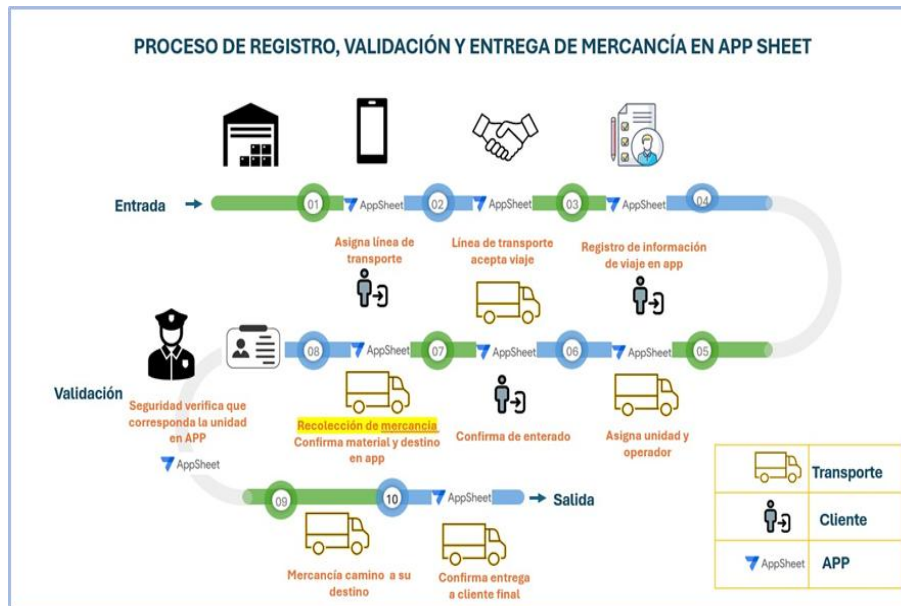 PROCESO DE REGISTRO, VALIDACIÓN Y ENTREGA DE MERCANCÍA EN APP SHEET
Entrada
01
AppSheet
02
AppSheet
03
AppSheet
04
Asigna línea de
transporte
Línea de transporte
acepta viaje
Registro de información
de viaje en app
08
AppSheet
07
AppSheet
06
AppSheet
05
Validación
Seguridad verifica que
corresponda la unidad
en APP
AppSheet
Recolección de mercancia
Confirma material y destino
en app
Confirma de enterado
Asigna unidad y
operador
09
10
AppSheet
Salida
Mercancía camino a su
destino
Confirma entrega
a cliente final
Transporte
Cliente
AppSheet
APP